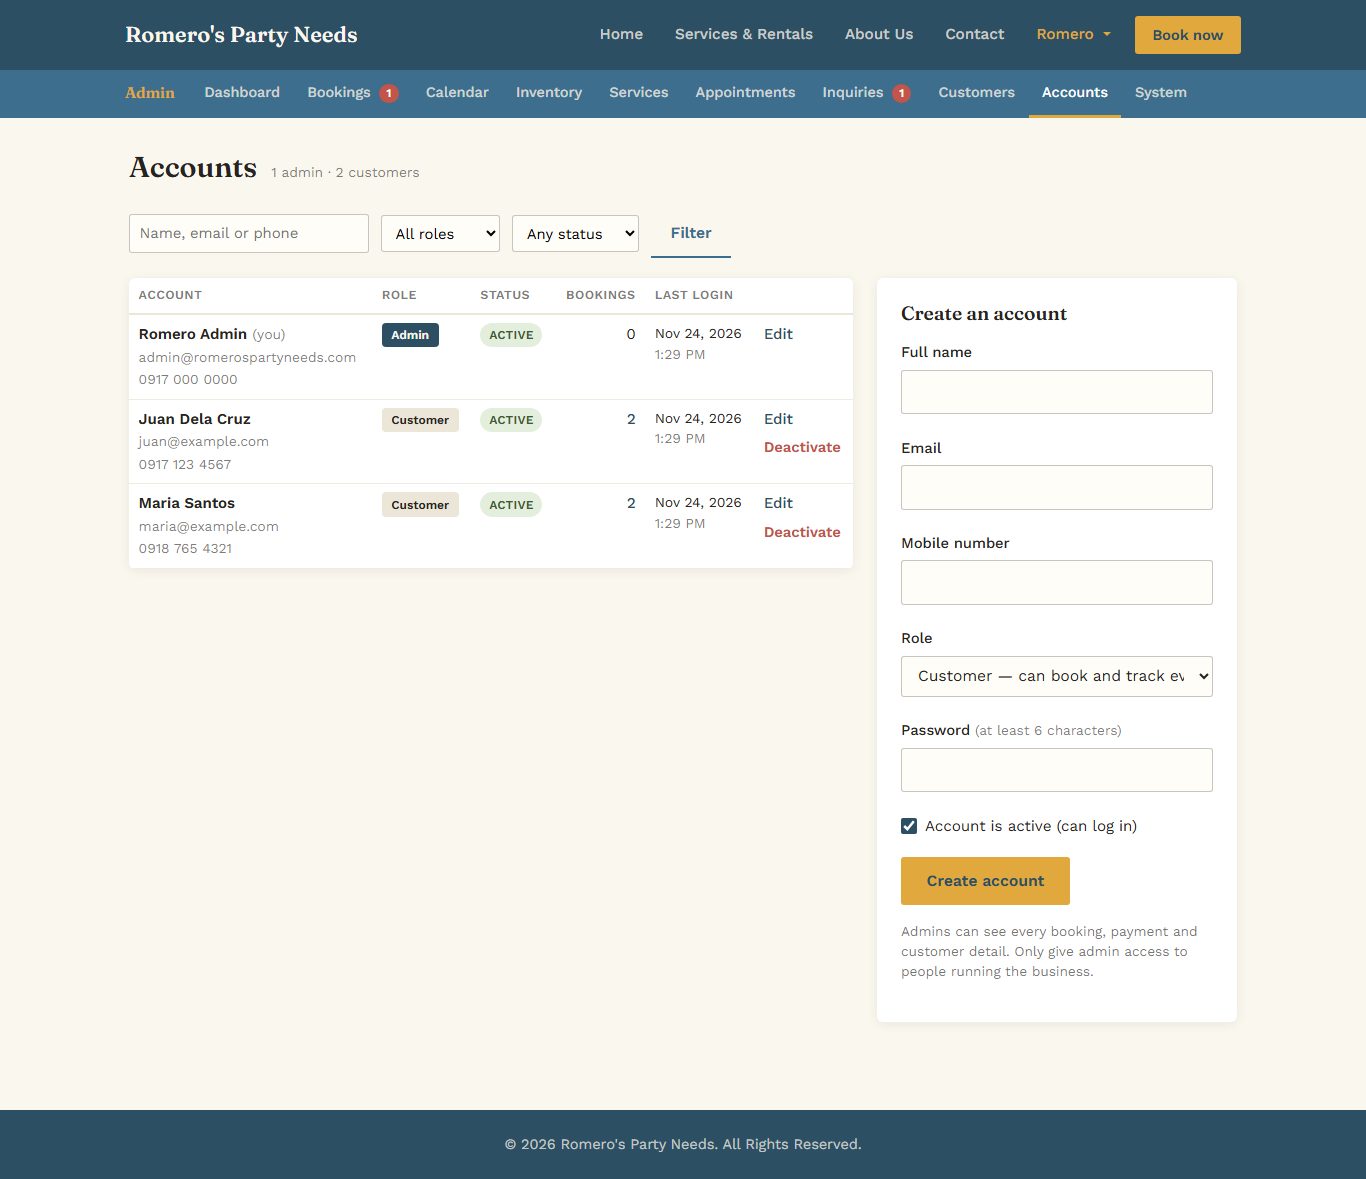 Romero's Party Needs
Home Services & Rentals About Us Contact Romero Book now
Admin Dashboard Bookings 1 Calendar Inventory Services Appointments Inquiries 1 Customers Accounts System
Accounts 1 admin · 2 customers
Name, email or phone All roles Any status Filter
ACCOUNT ROLE STATUS BOOKINGS LAST LOGIN
Romero Admin (you) Admin ACTIVE 0 Nov 24, 2026 Edit
admin@romerospartyneeds.com 1:29 PM
0917 000 0000
Juan Dela Cruz Customer ACTIVE 2 Nov 24, 2026 Edit
juan@example.com 1:29 PM Deactivate
0917 123 4567
Maria Santos Customer ACTIVE 2 Nov 24, 2026 Edit
maria@example.com 1:29 PM Deactivate
0918 765 4321
Create an account
Full name
Email
Mobile number
Role
Customer — can book and track ev
Password (at least 6 characters)
Account is active (can log in)
Create account
Admins can see every booking, payment and
customer detail. Only give admin access to
people running the business.
© 2026 Romero's Party Needs. All Rights Reserved.